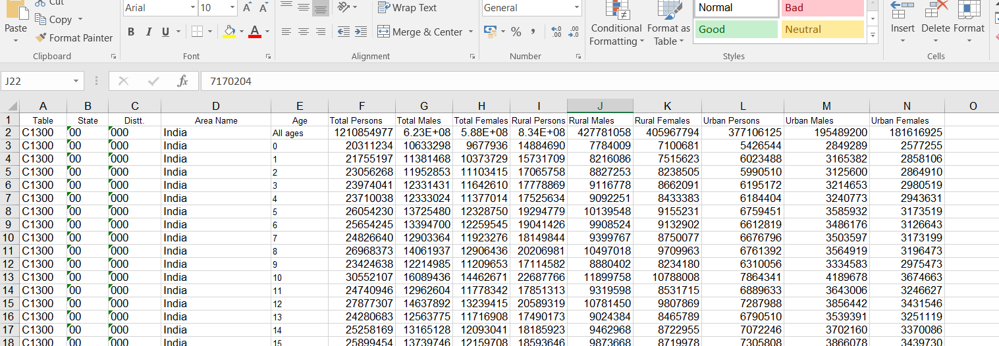 Cut
Arial 10 A A Wrap Text General Normal Bad
Paste Copy
Format Painter B I U A Merge & Center % , .0 .00 .00 .0 Conditional Formatting Format as Table Good Neutral Insert Delete Format
Clipboard Font Alignment Number Styles Cells
J22 fx 7170204
A B C D E F G H I J K L M N O
1 Table State Distt. Area Name Age Total Persons Total Males Total Females Rural Persons Rural Males Rural Females Urban Persons Urban Males Urban Females
2 C1300 00 000 India All ages 1210854977 6.23E+08 5.88E+08 8.34E+08 427781058 405967794 377106125 195489200 181616925
3 C1300 00 000 India 0 20311234 10633298 9677936 14884690 7784009 7100681 5426544 2849289 2577255
4 C1300 00 000 India 1 21755197 11381468 10373729 15731709 8216086 7515623 6023488 3165382 2858106
5 C1300 00 000 India 2 23056268 11952853 11103415 17065758 8827253 8238505 5990510 3125600 2864910
6 C1300 00 000 India 3 23974041 12331431 11642610 17778869 9116778 8662091 6195172 3214653 2980519
7 C1300 00 000 India 4 23710038 12333024 11377014 17525634 9092251 8433383 6184404 3240773 2943631
8 C1300 00 000 India 5 26054230 13725480 12328750 19294779 10139548 9155231 6759451 3585932 3173519
9 C1300 00 000 India 6 25654245 13394700 12259545 19041426 9908524 9132902 6612819 3486176 3126643
10 C1300 00 000 India 7 24826640 12903364 11923276 18149844 9399767 8750077 6676796 3503597 3173199
11 C1300 00 000 India 8 26968373 14061937 12906436 20206981 10497018 9709963 6761392 3564919 3196473
12 C1300 00 000 India 9 23424638 12214985 11209653 17114582 8880402 8234180 6310056 3334583 2975473
13 C1300 00 000 India 10 30552107 16089436 14462671 22687766 11899758 10788008 7864341 4189678 3674663
14 C1300 00 000 India 11 24740946 12962604 11778342 17851313 9319598 8531715 6889633 3643006 3246627
15 C1300 00 000 India 12 27877307 14637892 13239415 20589319 10781450 9807869 7287988 3856442 3431546
16 C1300 00 000 India 13 24280683 12563775 11716908 17490173 9024384 8465789 6790510 3539391 3251119
17 C1300 00 000 India 14 25258169 13165128 12093041 18185923 9462968 8722955 7072246 3702160 3370086
18 C1300 00 000 India 15 25899454 13739746 12159708 18593646 9873668 8719978 7305808 3866078 3439730